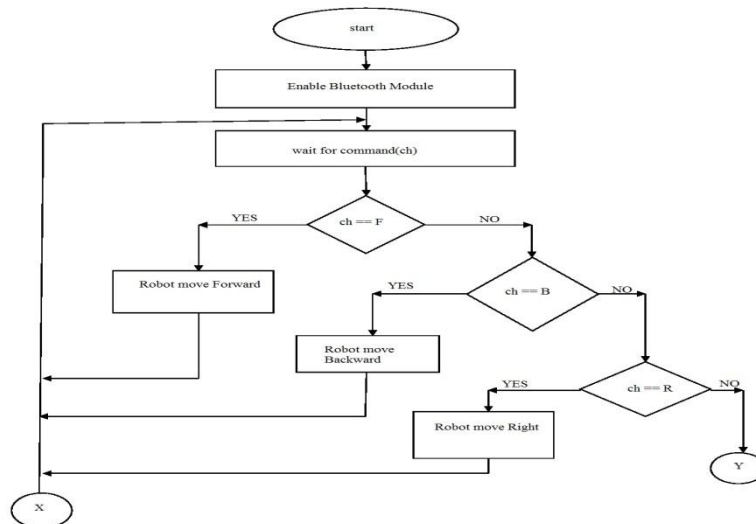 start
Enable Bluetooth Module
wait for command(ch)
YES
ch == F
NO
Robot move Forward
YES
ch == B
NO
Robot move
Backward
YES
ch == R
NO
Robot move Right
Y
X